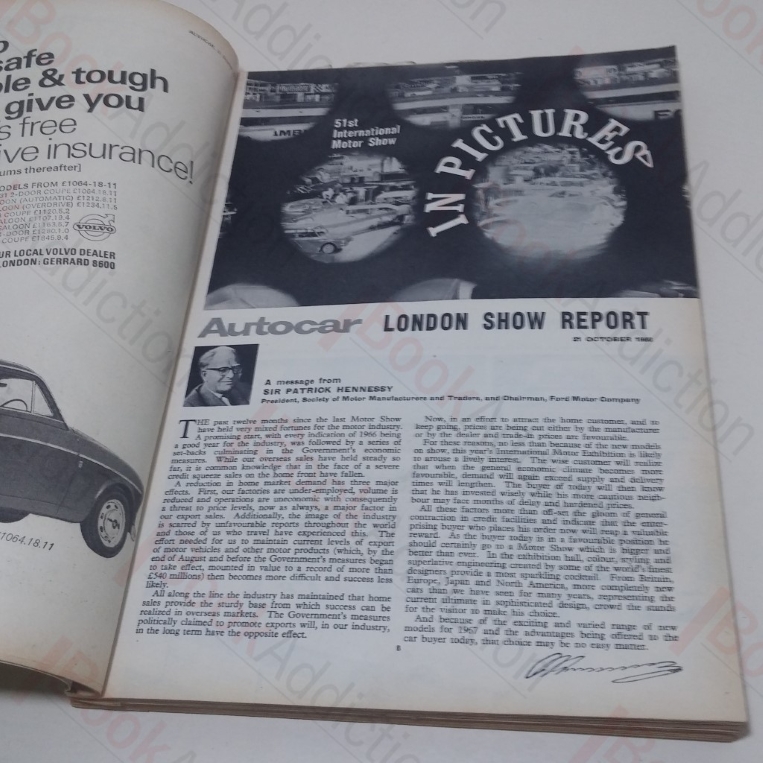 safe
ble & tough
give you
s free
ive insurance!
ums thereafter]
ODELS FROM £1064-18-11
VOLVO
UR LOCAL VOLVO DEALER
LONDON: GERRARD 8600
£1064.18.11
51st
International
Motor Show
IN PICTURES
Autocar LONDON SHOW REPORT
21 OCTOBER 1966
A message from
SIR PATRICK HENNESSY
President, Society of Motor Manufacturers and Traders, and Chairman, Ford Motor Company
THE past twelve months since the last Motor Show
have held very mixed fortunes for the motor industry.
A promising start, with every indication of 1966 being
a good year for the industry, was followed by a series of
set-backs culminating in the Government's economic
measures. While our overseas sales have held steady so
far, it is common knowledge that in the face of a severe
credit squeeze sales on the home front have fallen.
A reduction in home market demand has three major
effects. First, our factories are under-employed, volume is
reduced and operations are uneconomic with consequently
a threat to price levels, now as always, a major factor in
our export sales. Additionally, the image of the industry
is scarred by unfavourable reports throughout the world
and those of us who travel have experienced this. The
effort needed for us to maintain current levels of export
of motor vehicles and other motor products (which, by the
end of August and before the Government's measures began
to take effect, mounted in value to a record of more than
£540 million) then becomes more difficult and success less
likely.
All along the line the industry has maintained that home
sales provide the sturdy base from which success can be
realized in overseas markets. The Government's measures
politically claimed to promote exports will, in our industry,
in the long term have the opposite effect.
Now, in an effort to attract the home customer, and to
keep going, prices are being cut either by the manufacturer
or by the dealer and trade-in prices are favourable.
For these reasons, no less than because of the new models
on show, this year's International Motor Exhibition is likely
to arouse a lively interest. The wise customer will realize
that when the general economic climate becomes more
favourable, demand will again exceed supply and delivery
times will lengthen. The buyer of today will then know
that he has invested wisely while his more cautious neigh-
bour may face months of delay and hardened prices.
All these factors more than off-set the gloom of general
contraction in credit facilities and indicate that the enter-
prising buyer who places his order now will reap a valuable
reward. As the buyer today is in a favourable position he
should certainly go to a Motor Show which is bigger and
better than ever. In the exhibition hall, colour, styling and
superlative engineering created by some of the world's finest
designers provide a most sparkling cocktail. From Britain,
Europe, Japan and North America, more completely new
cars than we have seen for many years, representing the
current ultimate in sophisticated design, crowd the stands
for the visitor to make his choice.
And because of the exciting and varied range of new
models for 1967 and the advantages being offered to the
car buyer today, that choice may be no easy matter.